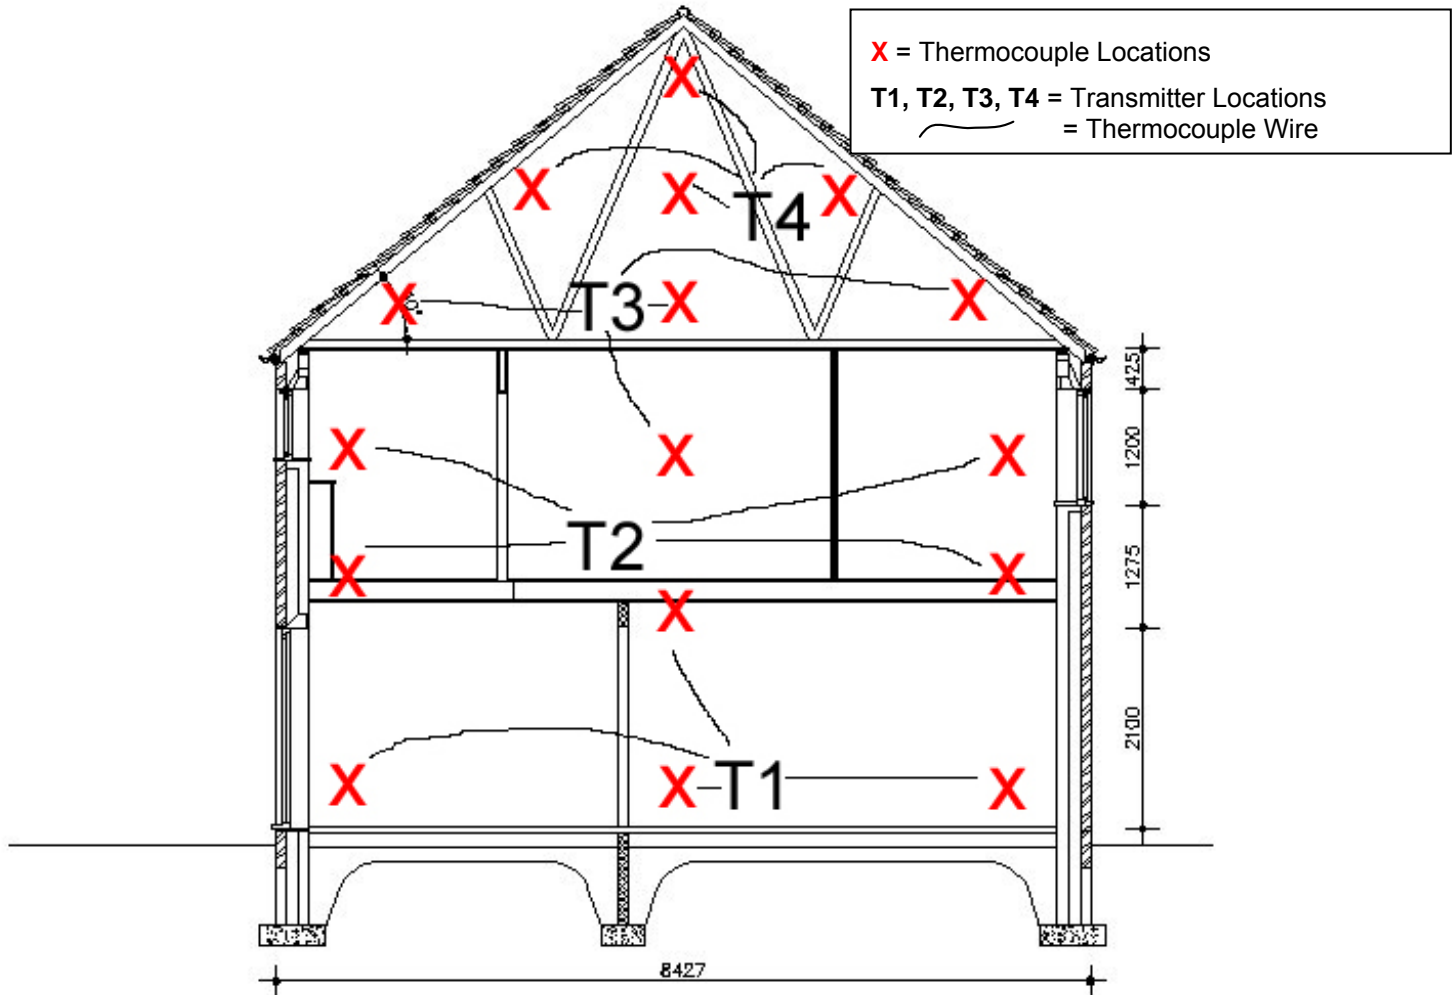 X = Thermocouple Locations
T1, T2, T3, T4 = Transmitter Locations
= Thermocouple Wire
X
X
X
X
T4
X
T3
X
X
425
X
X
X
1200
T2
X
X
1275
X
2100
X
X
T1
X
8427